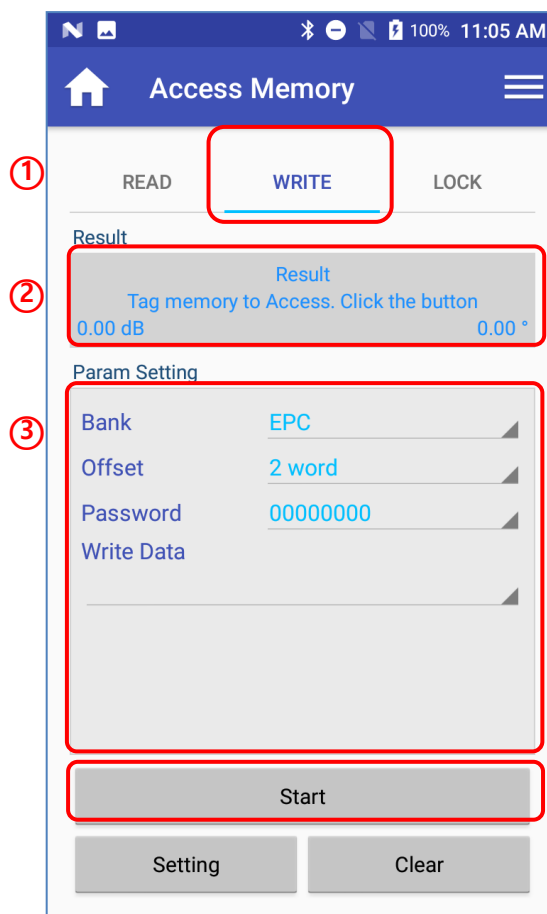 100% 11:05 AM
Access Memory
① READ WRITE LOCK
Result
② Result
Tag memory to Access. Click the button
0.00 dB 0.00 °
Param Setting
③ Bank EPC
Offset 2 word
Password 00000000
Write Data
Start
Setting Clear